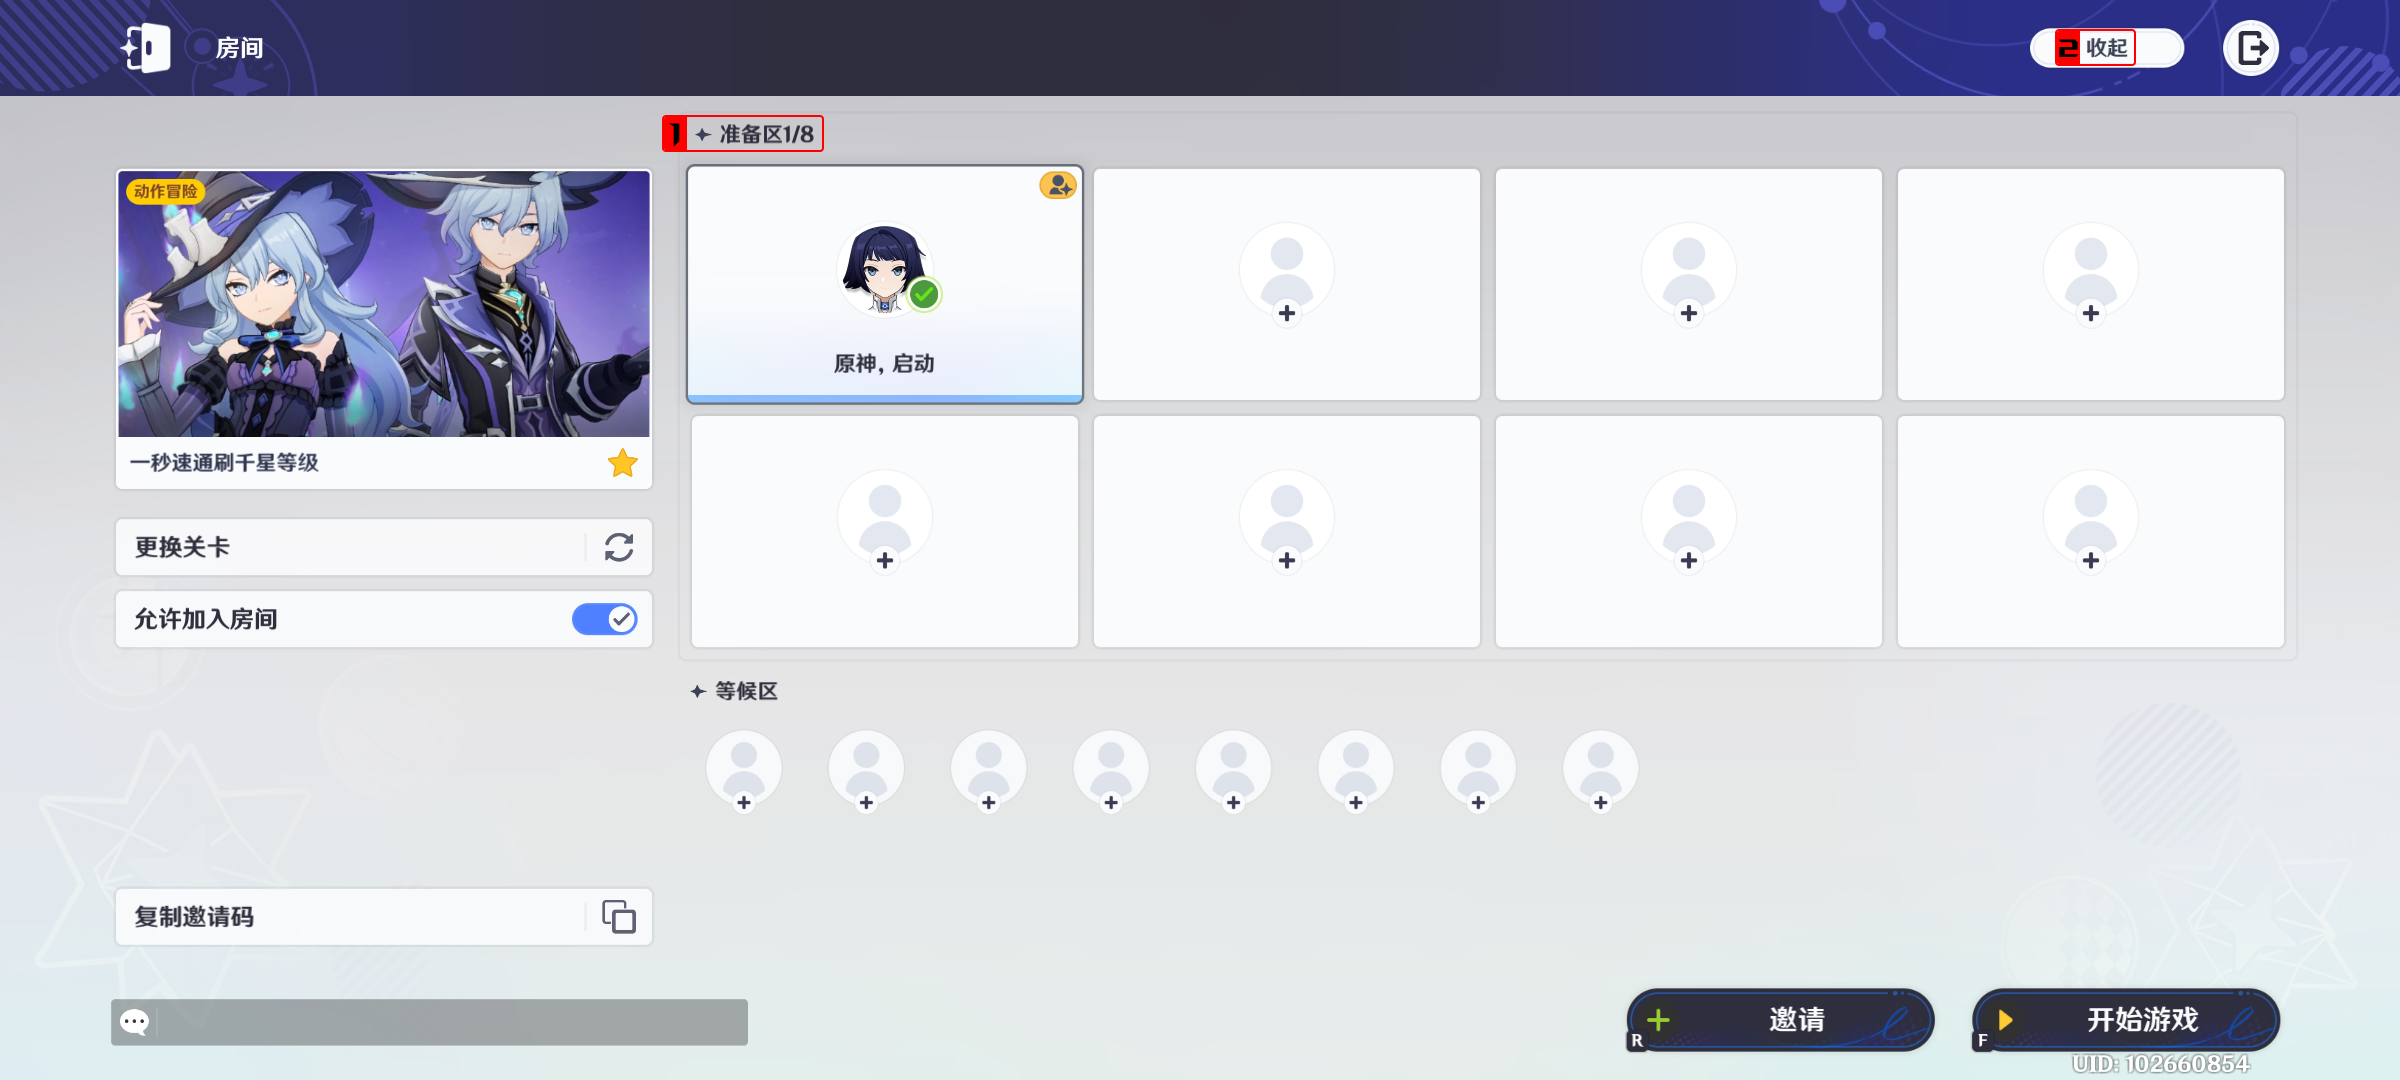 房间
2 收起
1 准备区1/8
动作冒险
原神，启动
一秒速通刷千星等级
更换关卡
允许加入房间
等候区
复制邀请码
邀请
R
开始游戏
F
UID: 102660854